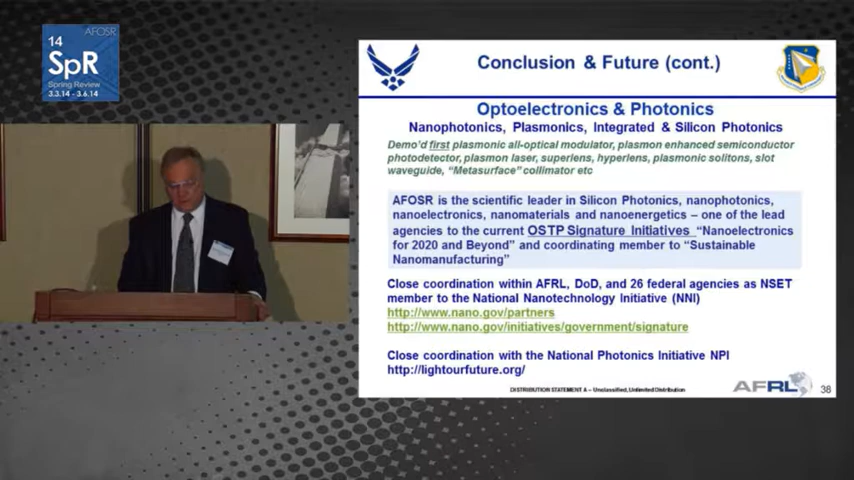 AFOSR
14
SpR
Spring Review
3.3.14 - 3.6.14
Conclusion & Future (cont.)
Optoelectronics & Photonics
Nanophotonics, Plasmonics, Integrated & Silicon Photonics
Demo'd first plasmonic all-optical modulator, plasmon enhanced semiconductor
photodetector, plasmon laser, superlens, hyperlens, plasmonic solitons, slot
waveguide, "Metasurface" collimator etc
AFOSR is the scientific leader in Silicon Photonics, nanophotonics,
nanoelectronics, nanomaterials and nanoenergetics – one of the lead
agencies to the current OSTP Signature Initiatives "Nanoelectronics
for 2020 and Beyond" and coordinating member to "Sustainable
Nanomanufacturing"
Close coordination within AFRL, DoD, and 26 federal agencies as NSET
member to the National Nanotechnology Initiative (NNI)
http://www.nano.gov/partners
http://www.nano.gov/initiatives/government/signature
Close coordination with the National Photonics Initiative NPI
http://lightourfuture.org/
DISTRIBUTION STATEMENT A – Unclassified, Unlimited Distribution
AFRL
38